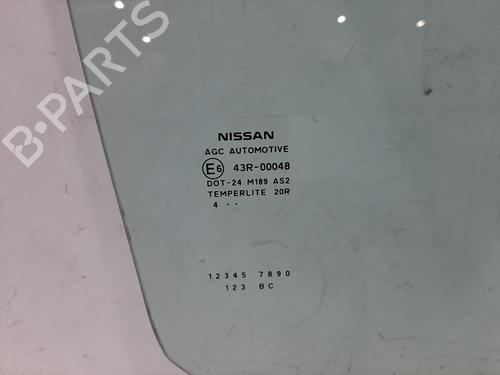 B-PARTS
NISSAN
AGC AUTOMOTIVE
E6 43R-00048
DOT-24 M189 AS2
TEMPERLITE 20R
4 ··
12345 7890
123 BC